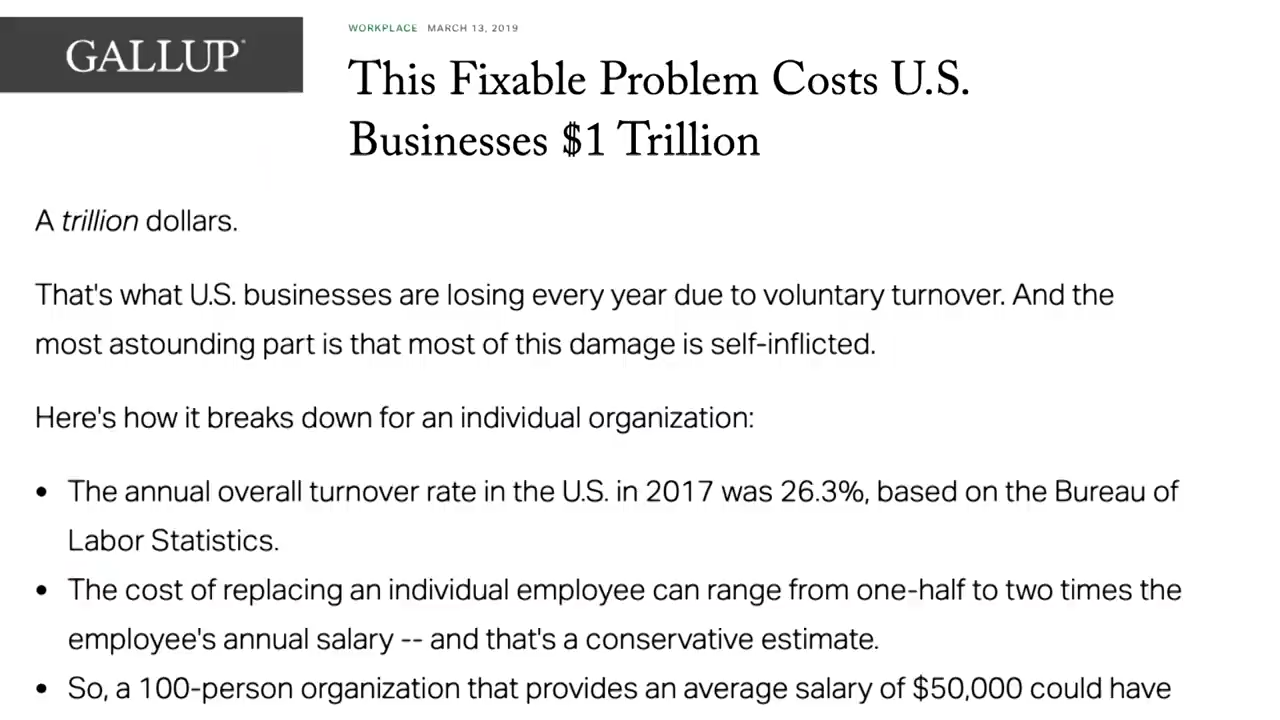 GALLUP®
WORKPLACE MARCH 13, 2019
This Fixable Problem Costs U.S.
Businesses $1 Trillion
A trillion dollars.
That's what U.S. businesses are losing every year due to voluntary turnover. And the
most astounding part is that most of this damage is self-inflicted.
Here's how it breaks down for an individual organization:
• The annual overall turnover rate in the U.S. in 2017 was 26.3%, based on the Bureau of
Labor Statistics.
• The cost of replacing an individual employee can range from one-half to two times the
employee's annual salary -- and that's a conservative estimate.
• So, a 100-person organization that provides an average salary of $50,000 could have